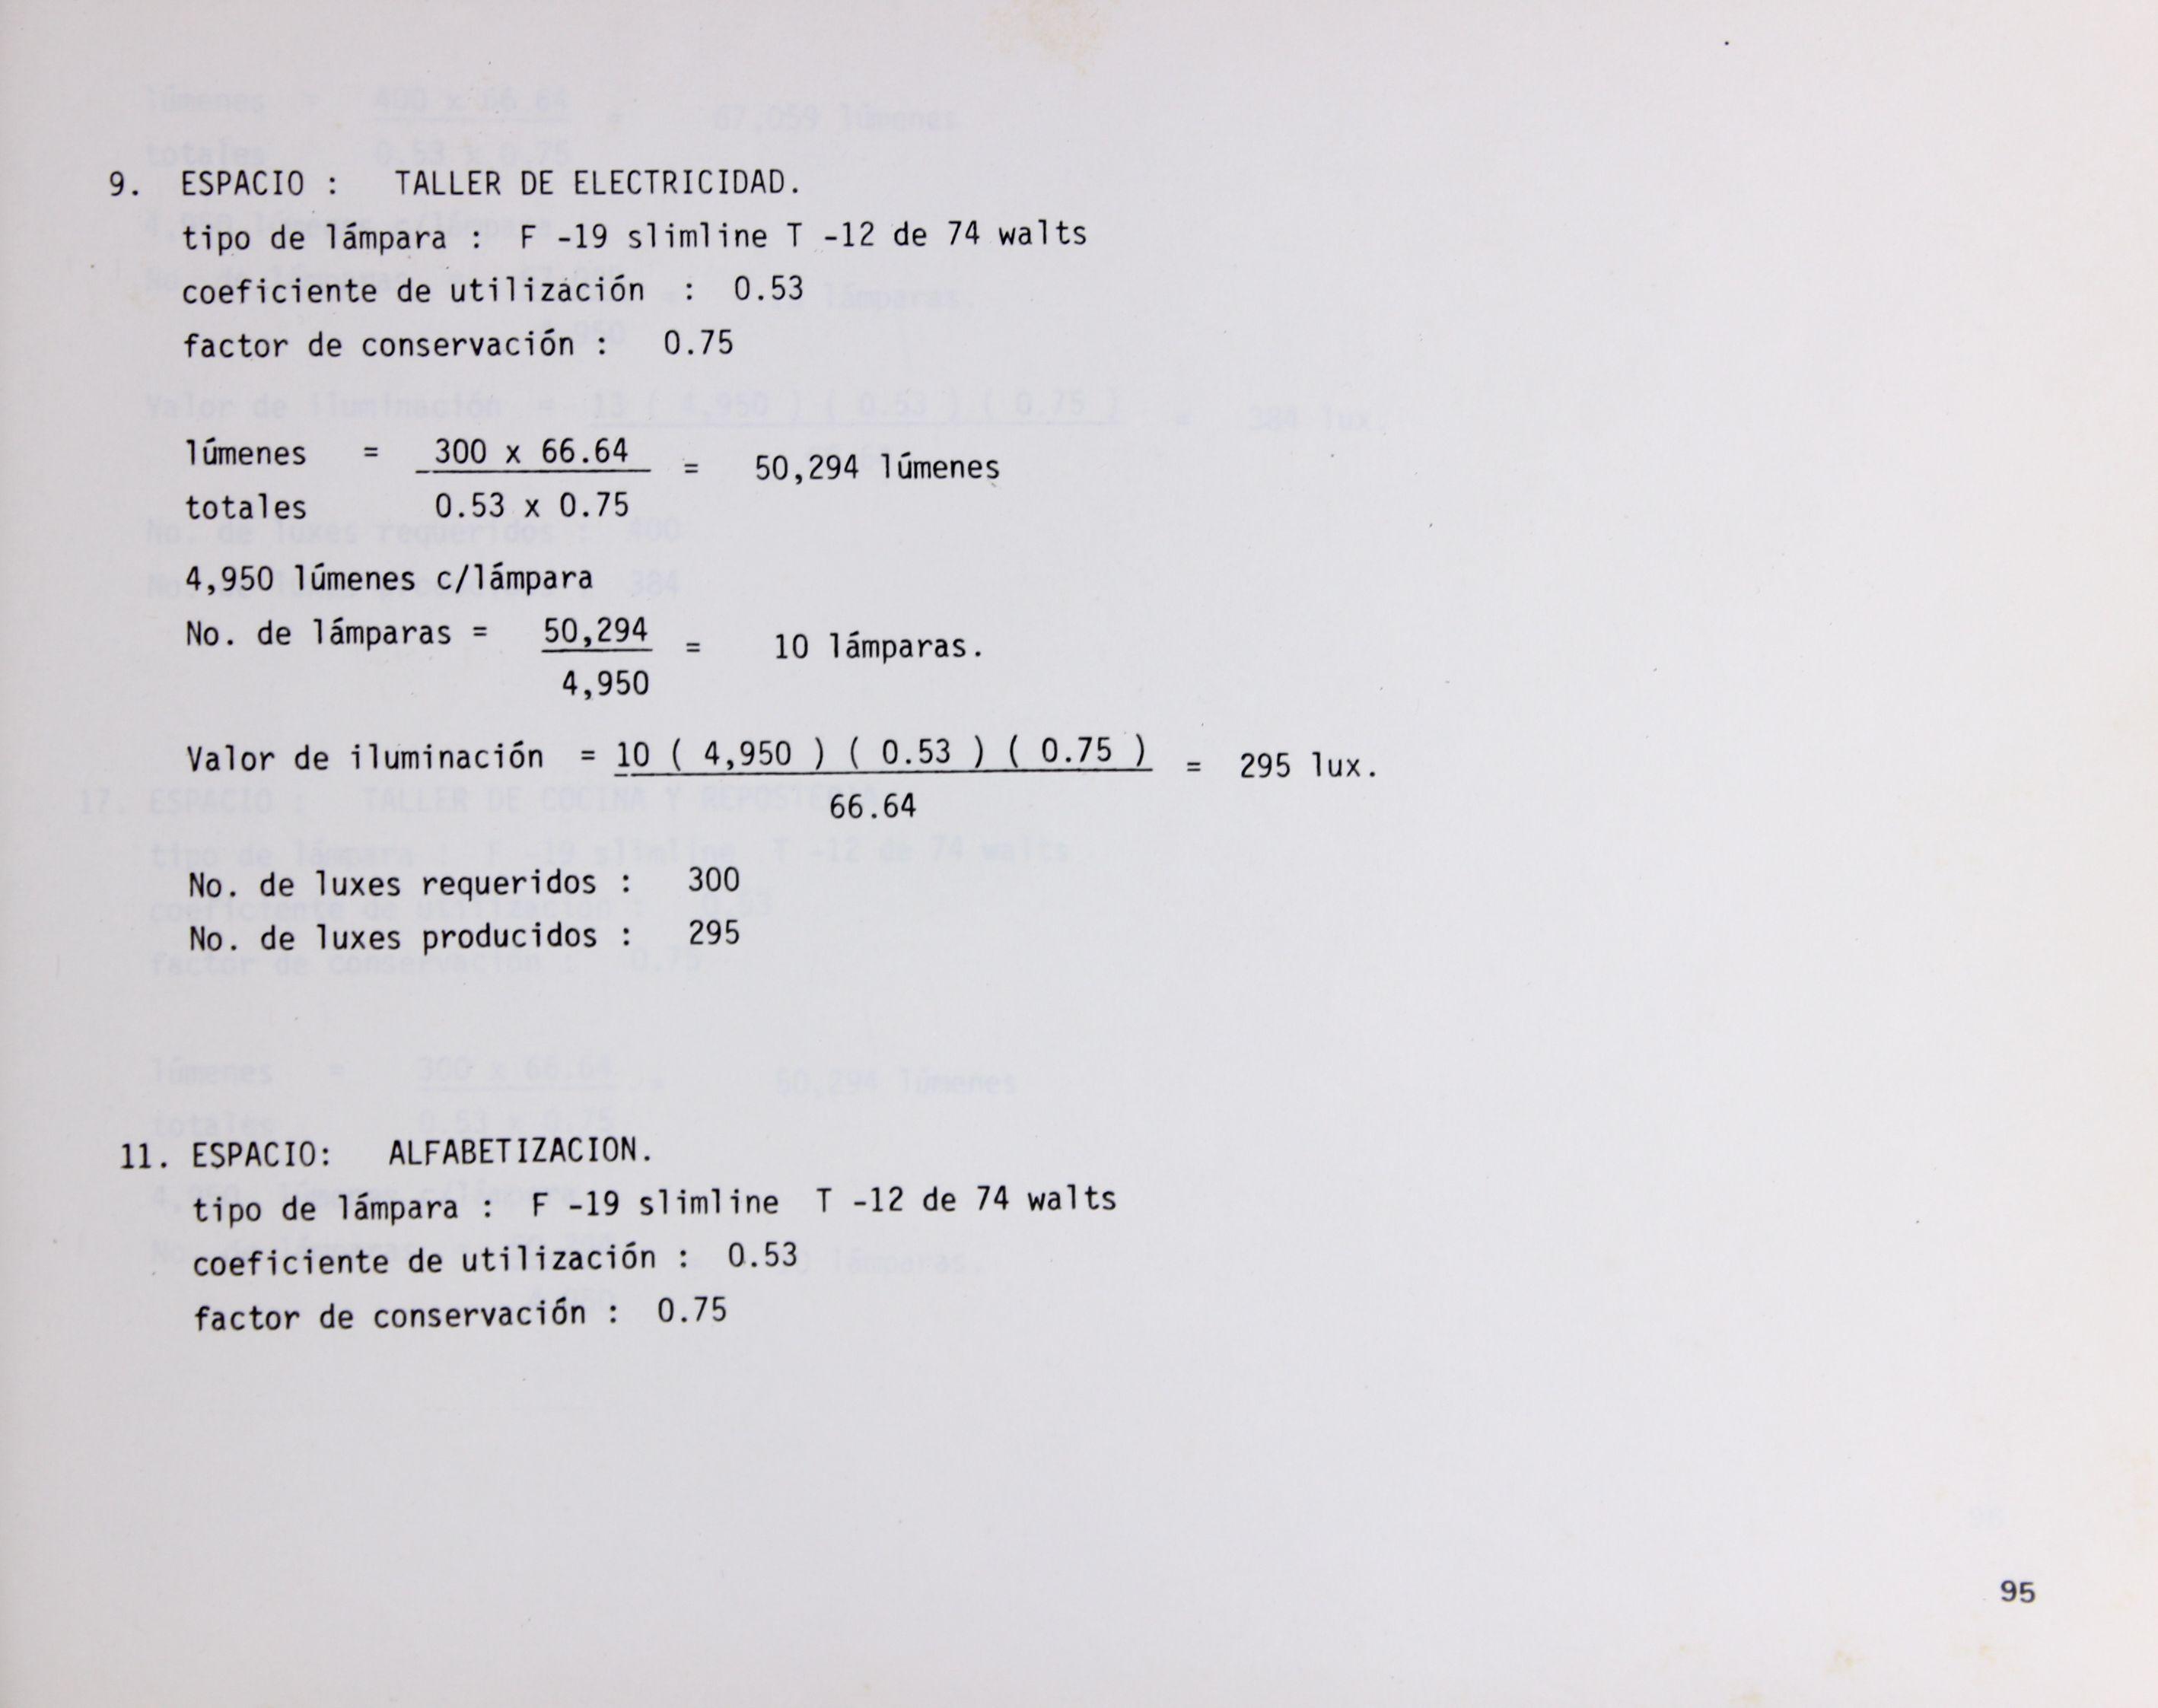 9. ESPACIO : TALLER DE ELECTRICIDAD.
tipo de lámpara : F -19 slimline T -12 de 74 walts
coeficiente de utilización : 0.53
factor de conservación : 0.75
lúmenes = 300 x 66.64 = 50,294 lúmenes
totales 0.53 x 0.75
4,950 lúmenes c/lámpara
No. de lámparas = 50,294 = 10 lámparas.
4,950
Valor de iluminación = 10 ( 4,950 ) ( 0.53 ) ( 0.75 ) = 295 lux.
66.64
No. de luxes requeridos : 300
No. de luxes producidos : 295
11. ESPACIO: ALFABETIZACION.
tipo de lámpara : F -19 slimline T -12 de 74 walts
coeficiente de utilización : 0.53
factor de conservación : 0.75
95